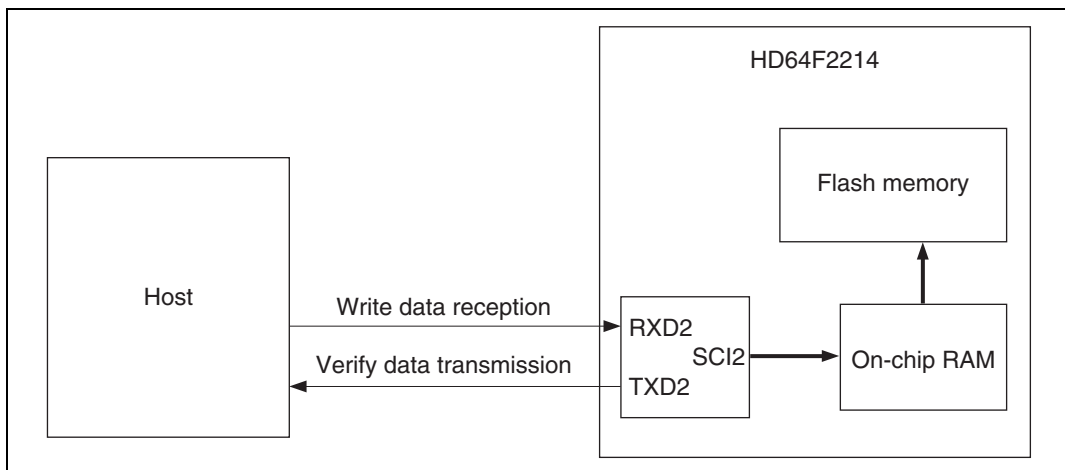 HD64F2214
Flash memory
Host
Write data reception
RXD2
SCI2
On-chip RAM
Verify data transmission
TXD2